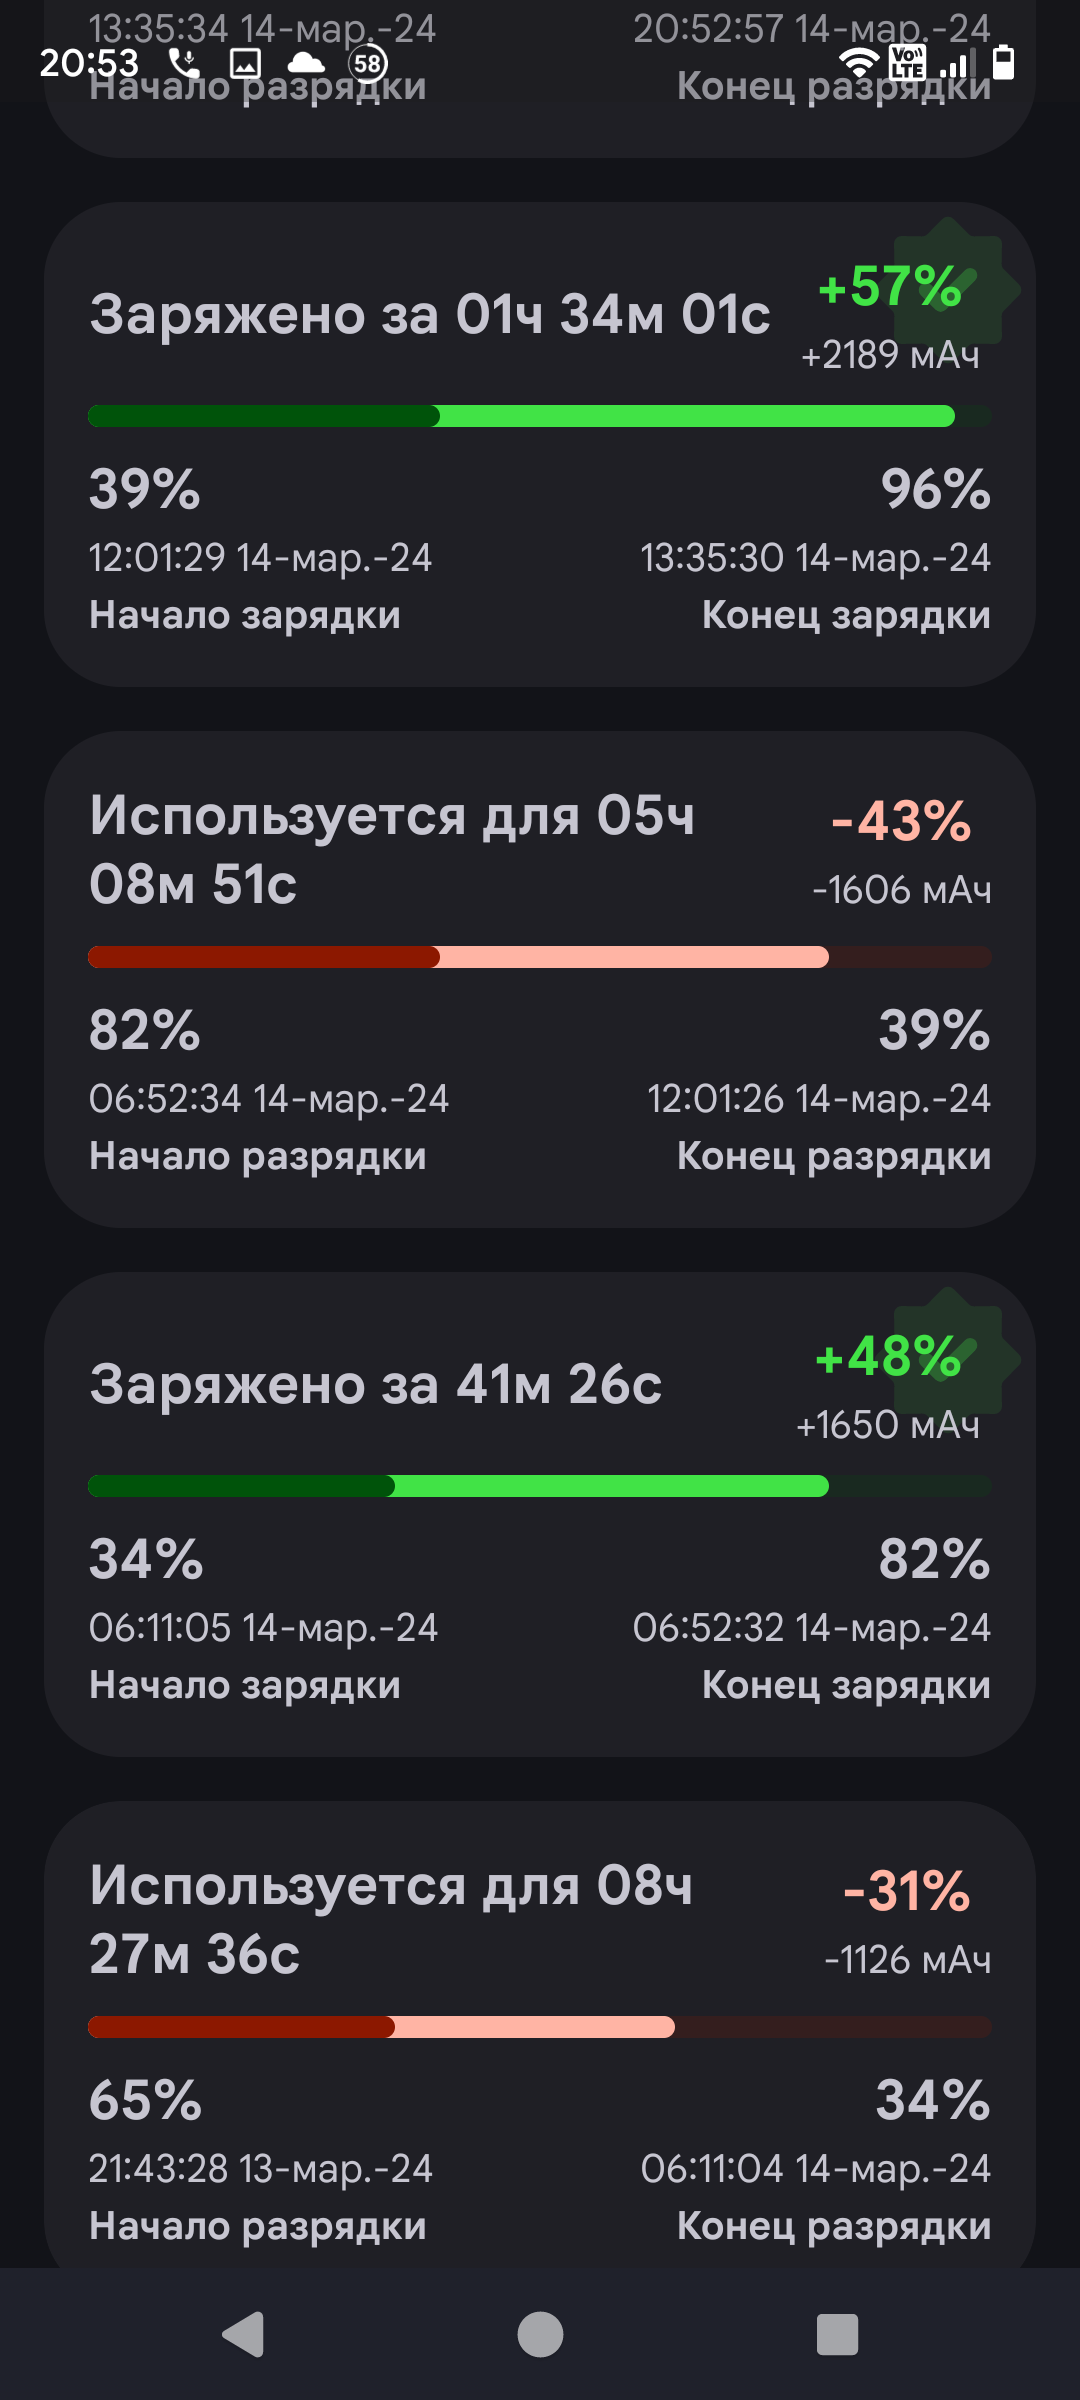 13:35:34 14-мар.-24 20:52:57 14-мар.-24
20:53 58 Vo LTE
Начало разрядки Конец разрядки
Заряжено за 01ч 34м 01с +57%
+2189 мАч
39% 96%
12:01:29 14-мар.-24 13:35:30 14-мар.-24
Начало зарядки Конец зарядки
Используется для 05ч -43%
08м 51с -1606 мАч
82% 39%
06:52:34 14-мар.-24 12:01:26 14-мар.-24
Начало разрядки Конец разрядки
Заряжено за 41м 26с +48%
+1650 мАч
34% 82%
06:11:05 14-мар.-24 06:52:32 14-мар.-24
Начало зарядки Конец зарядки
Используется для 08ч -31%
27м 36с -1126 мАч
65% 34%
21:43:28 13-мар.-24 06:11:04 14-мар.-24
Начало разрядки Конец разрядки